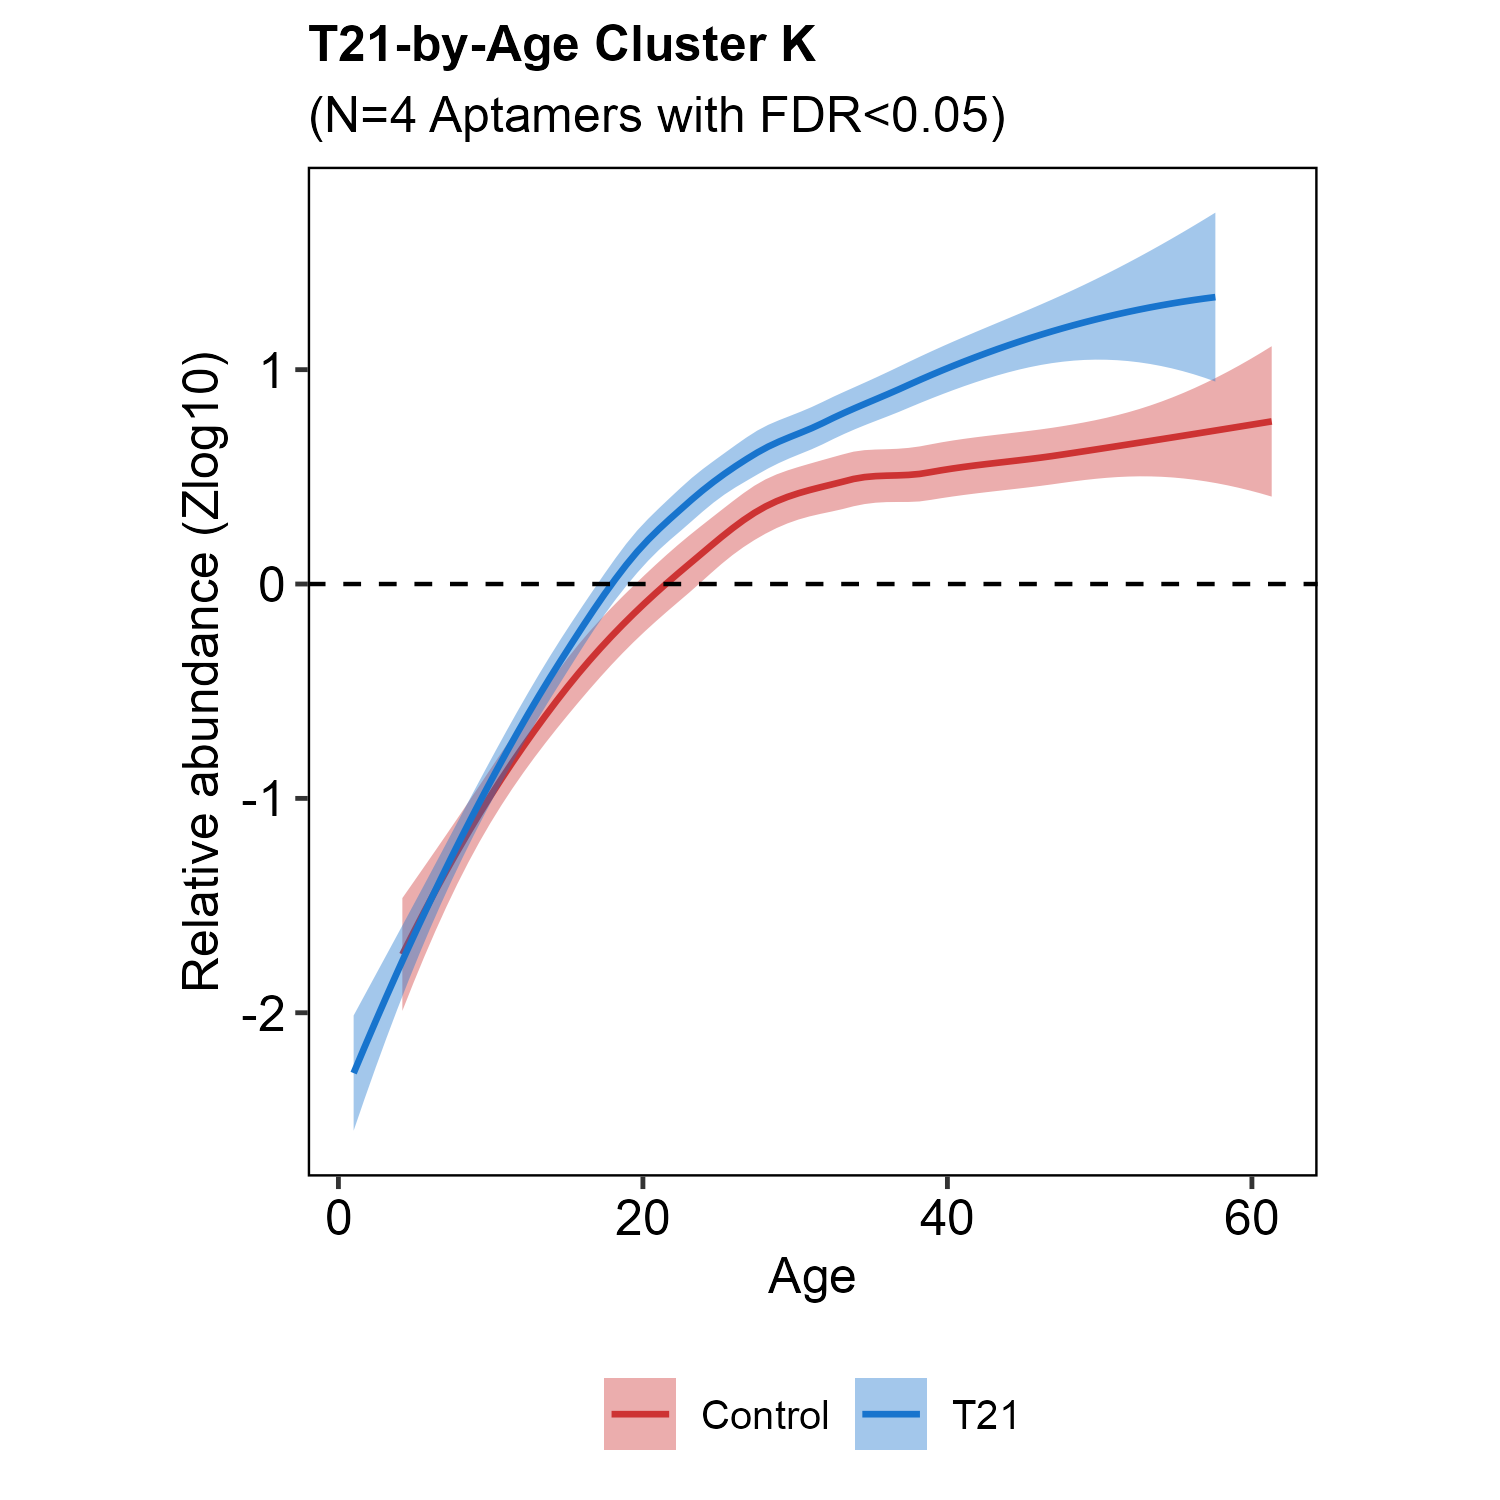 T21-by-Age Cluster K
(N=4 Aptamers with FDR<0.05)
Relative abundance (Zlog10)
1
0
-1
-2
0 20 40 60
Age
Control T21